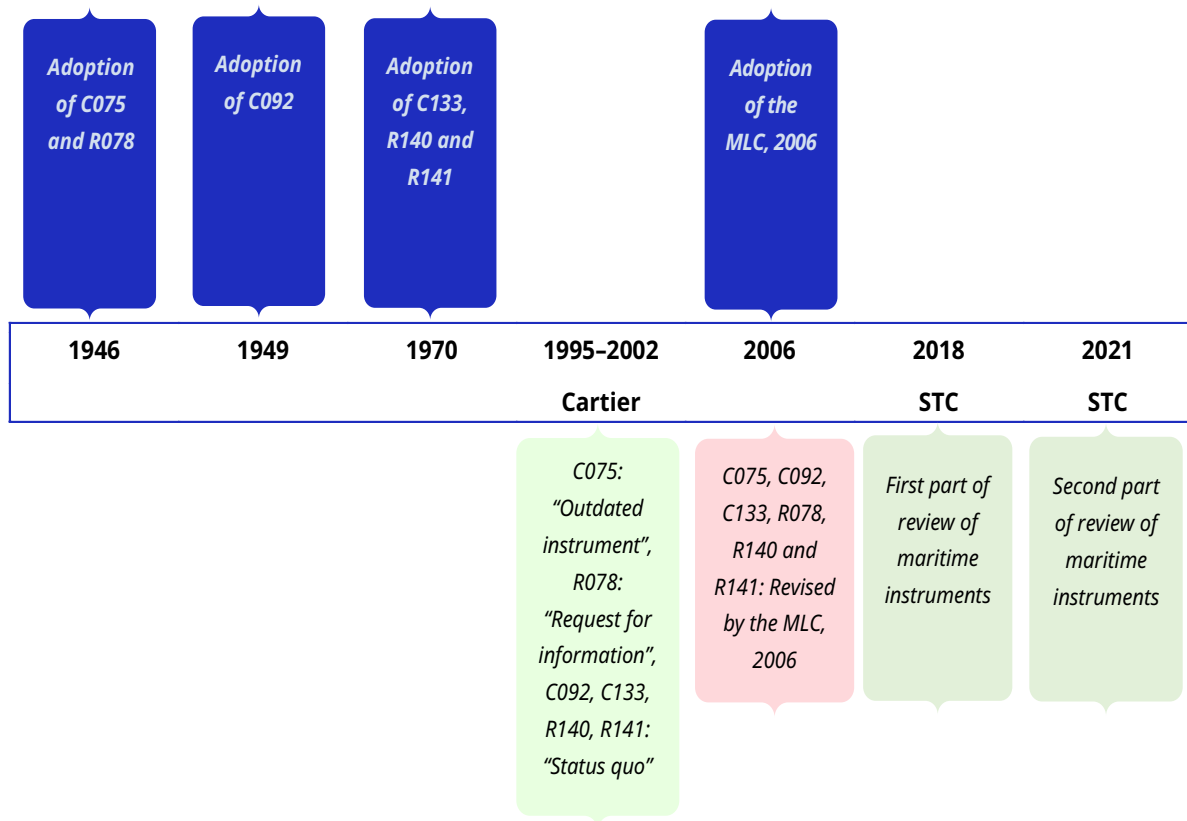 Adoption
of C075
and R078
Adoption
of C092
Adoption
of C133,
R140 and
R141
Adoption
of the
MLC, 2006
1946
1949
1970
1995–2002
Cartier
2006
2018
STC
2021
STC
C075:
“Outdated
instrument”,
R078:
“Request for
information”,
C092, C133,
R140, R141:
“Status quo”
C075, C092,
C133, R078,
R140 and
R141: Revised
by the MLC,
2006
First part of
review of
maritime
instruments
Second part
of review of
maritime
instruments